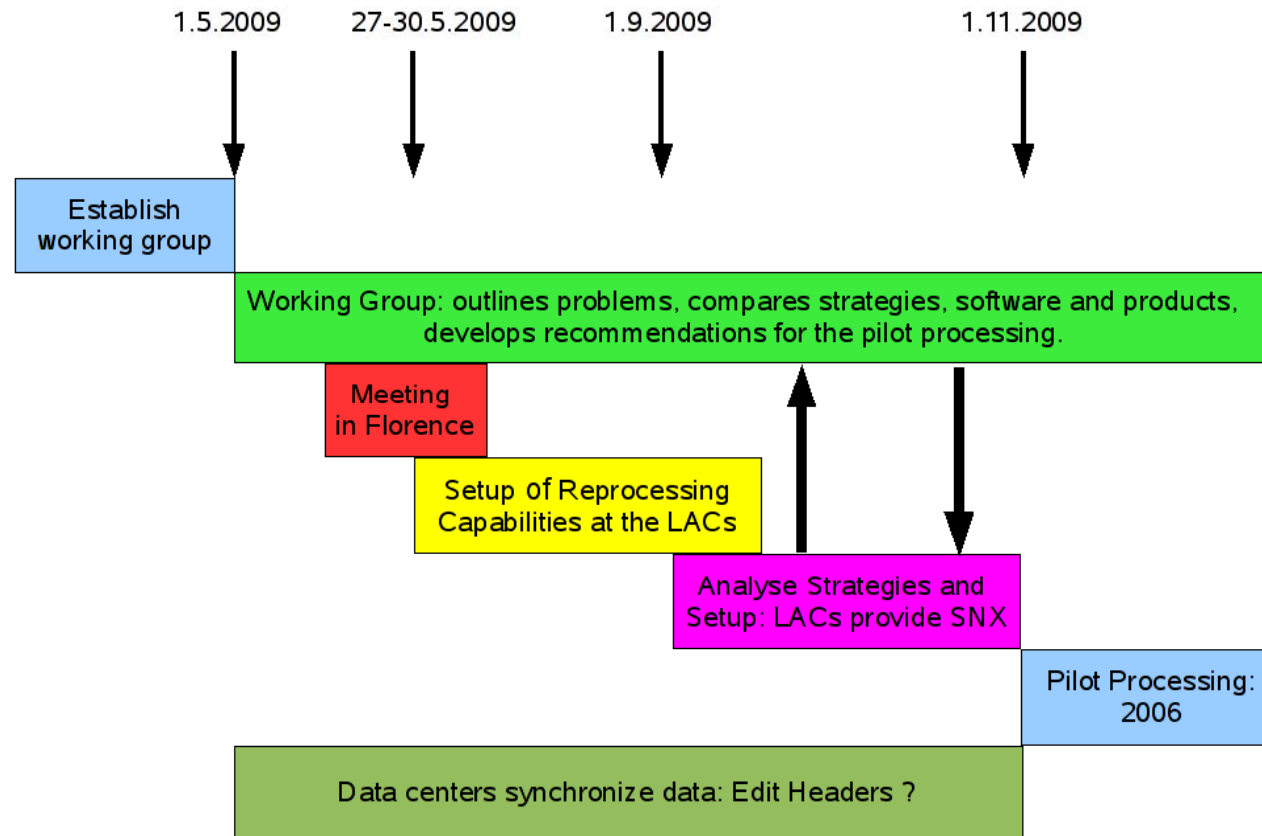 1.5.2009 27-30.5.2009 1.9.2009 1.11.2009
Establish
working group
Working Group: outlines problems, compares strategies, software and products,
develops recommendations for the pilot processing.
Meeting
in Florence
Setup of Reprocessing
Capabilities at the LACs
Analyse Strategies and
Setup: LACs provide SNX
Pilot Processing:
2006
Data centers synchronize data: Edit Headers ?